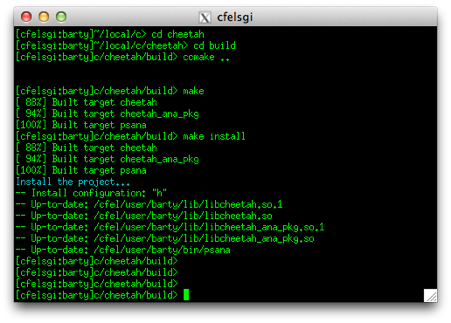 cfelsgi
[cfelsgi:barty]~/local/c> cd cheetah
[cfelsgi:barty]~/local/c/cheetah> cd build
[cfelsgi:barty]c/cheetah/build> ccmake ..
[cfelsgi:barty]c/cheetah/build> make
[ 88%] Built target cheetah
[ 94%] Built target cheetah_ana_pkg
[100%] Built target psana
[cfelsgi:barty]c/cheetah/build> make install
[ 88%] Built target cheetah
[ 94%] Built target cheetah_ana_pkg
[100%] Built target psana
Install the project...
-- Install configuration: "h"
-- Up-to-date: /cfel/user/barty/lib/libcheetah.so.1
-- Up-to-date: /cfel/user/barty/lib/libcheetah.so
-- Up-to-date: /cfel/user/barty/lib/libcheetah_ana_pkg.so.1
-- Up-to-date: /cfel/user/barty/lib/libcheetah_ana_pkg.so
-- Up-to-date: /cfel/user/barty/bin/psana
[cfelsgi:barty]c/cheetah/build>
[cfelsgi:barty]c/cheetah/build>
[cfelsgi:barty]c/cheetah/build>
[cfelsgi:barty]c/cheetah/build>